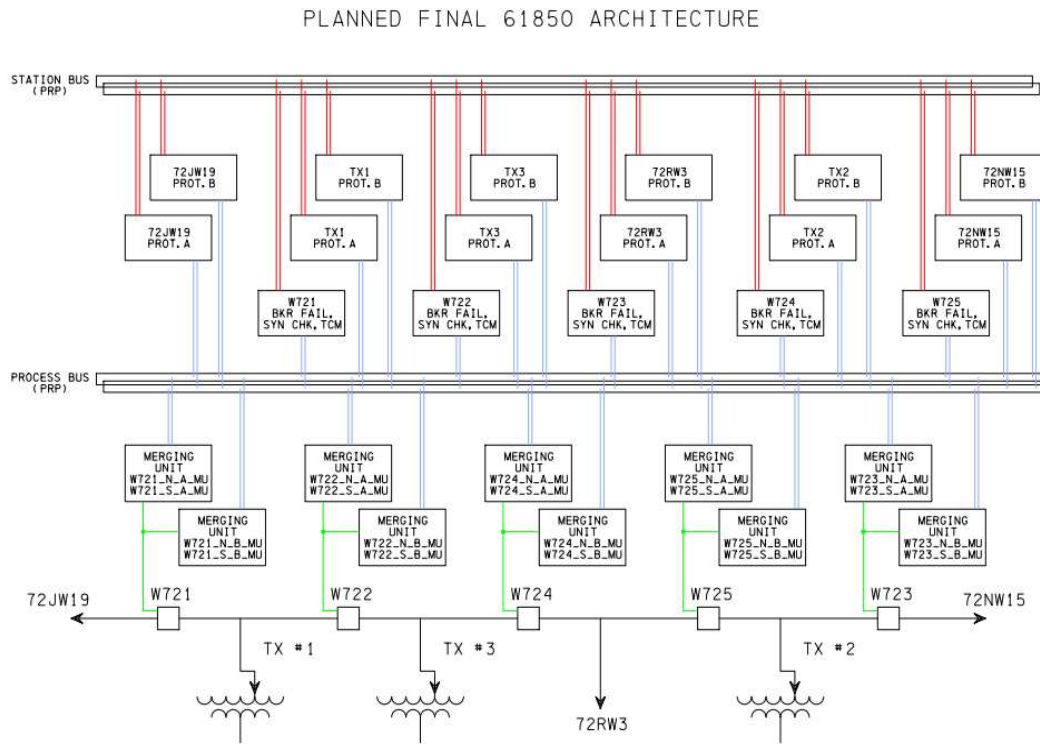 PLANNED FINAL 61850 ARCHITECTURE
STATION BUS
(PRP)
72JW19
PROT. B
TX1
PROT. B
TX3
PROT. B
72RW3
PROT. B
TX2
PROT. B
72NW15
PROT. B
72JW19
PROT. A
TX1
PROT. A
TX3
PROT. A
72RW3
PROT. A
TX2
PROT. A
72NW15
PROT. A
W721
BKR FAIL,
SYN CHK, TCM
W722
BKR FAIL,
SYN CHK, TCM
W723
BKR FAIL,
SYN CHK, TCM
W724
BKR FAIL,
SYN CHK, TCM
W725
BKR FAIL,
SYN CHK, TCM
PROCESS BUS
(PRP)
MERGING
UNIT
W721_N_A_MU
W721_S_A_MU
MERGING
UNIT
W722_N_A_MU
W722_S_A_MU
MERGING
UNIT
W724_N_A_MU
W724_S_A_MU
MERGING
UNIT
W725_N_A_MU
W725_S_A_MU
MERGING
UNIT
W723_N_A_MU
W723_S_A_MU
MERGING
UNIT
W721_N_B_MU
W721_S_B_MU
MERGING
UNIT
W722_N_B_MU
W722_S_B_MU
MERGING
UNIT
W724_N_B_MU
W724_S_B_MU
MERGING
UNIT
W725_N_B_MU
W725_S_B_MU
MERGING
UNIT
W723_N_B_MU
W723_S_B_MU
72JW19
W721
W722
W724
W725
W723
72NW15
TX #1
TX #3
TX #2
72RW3